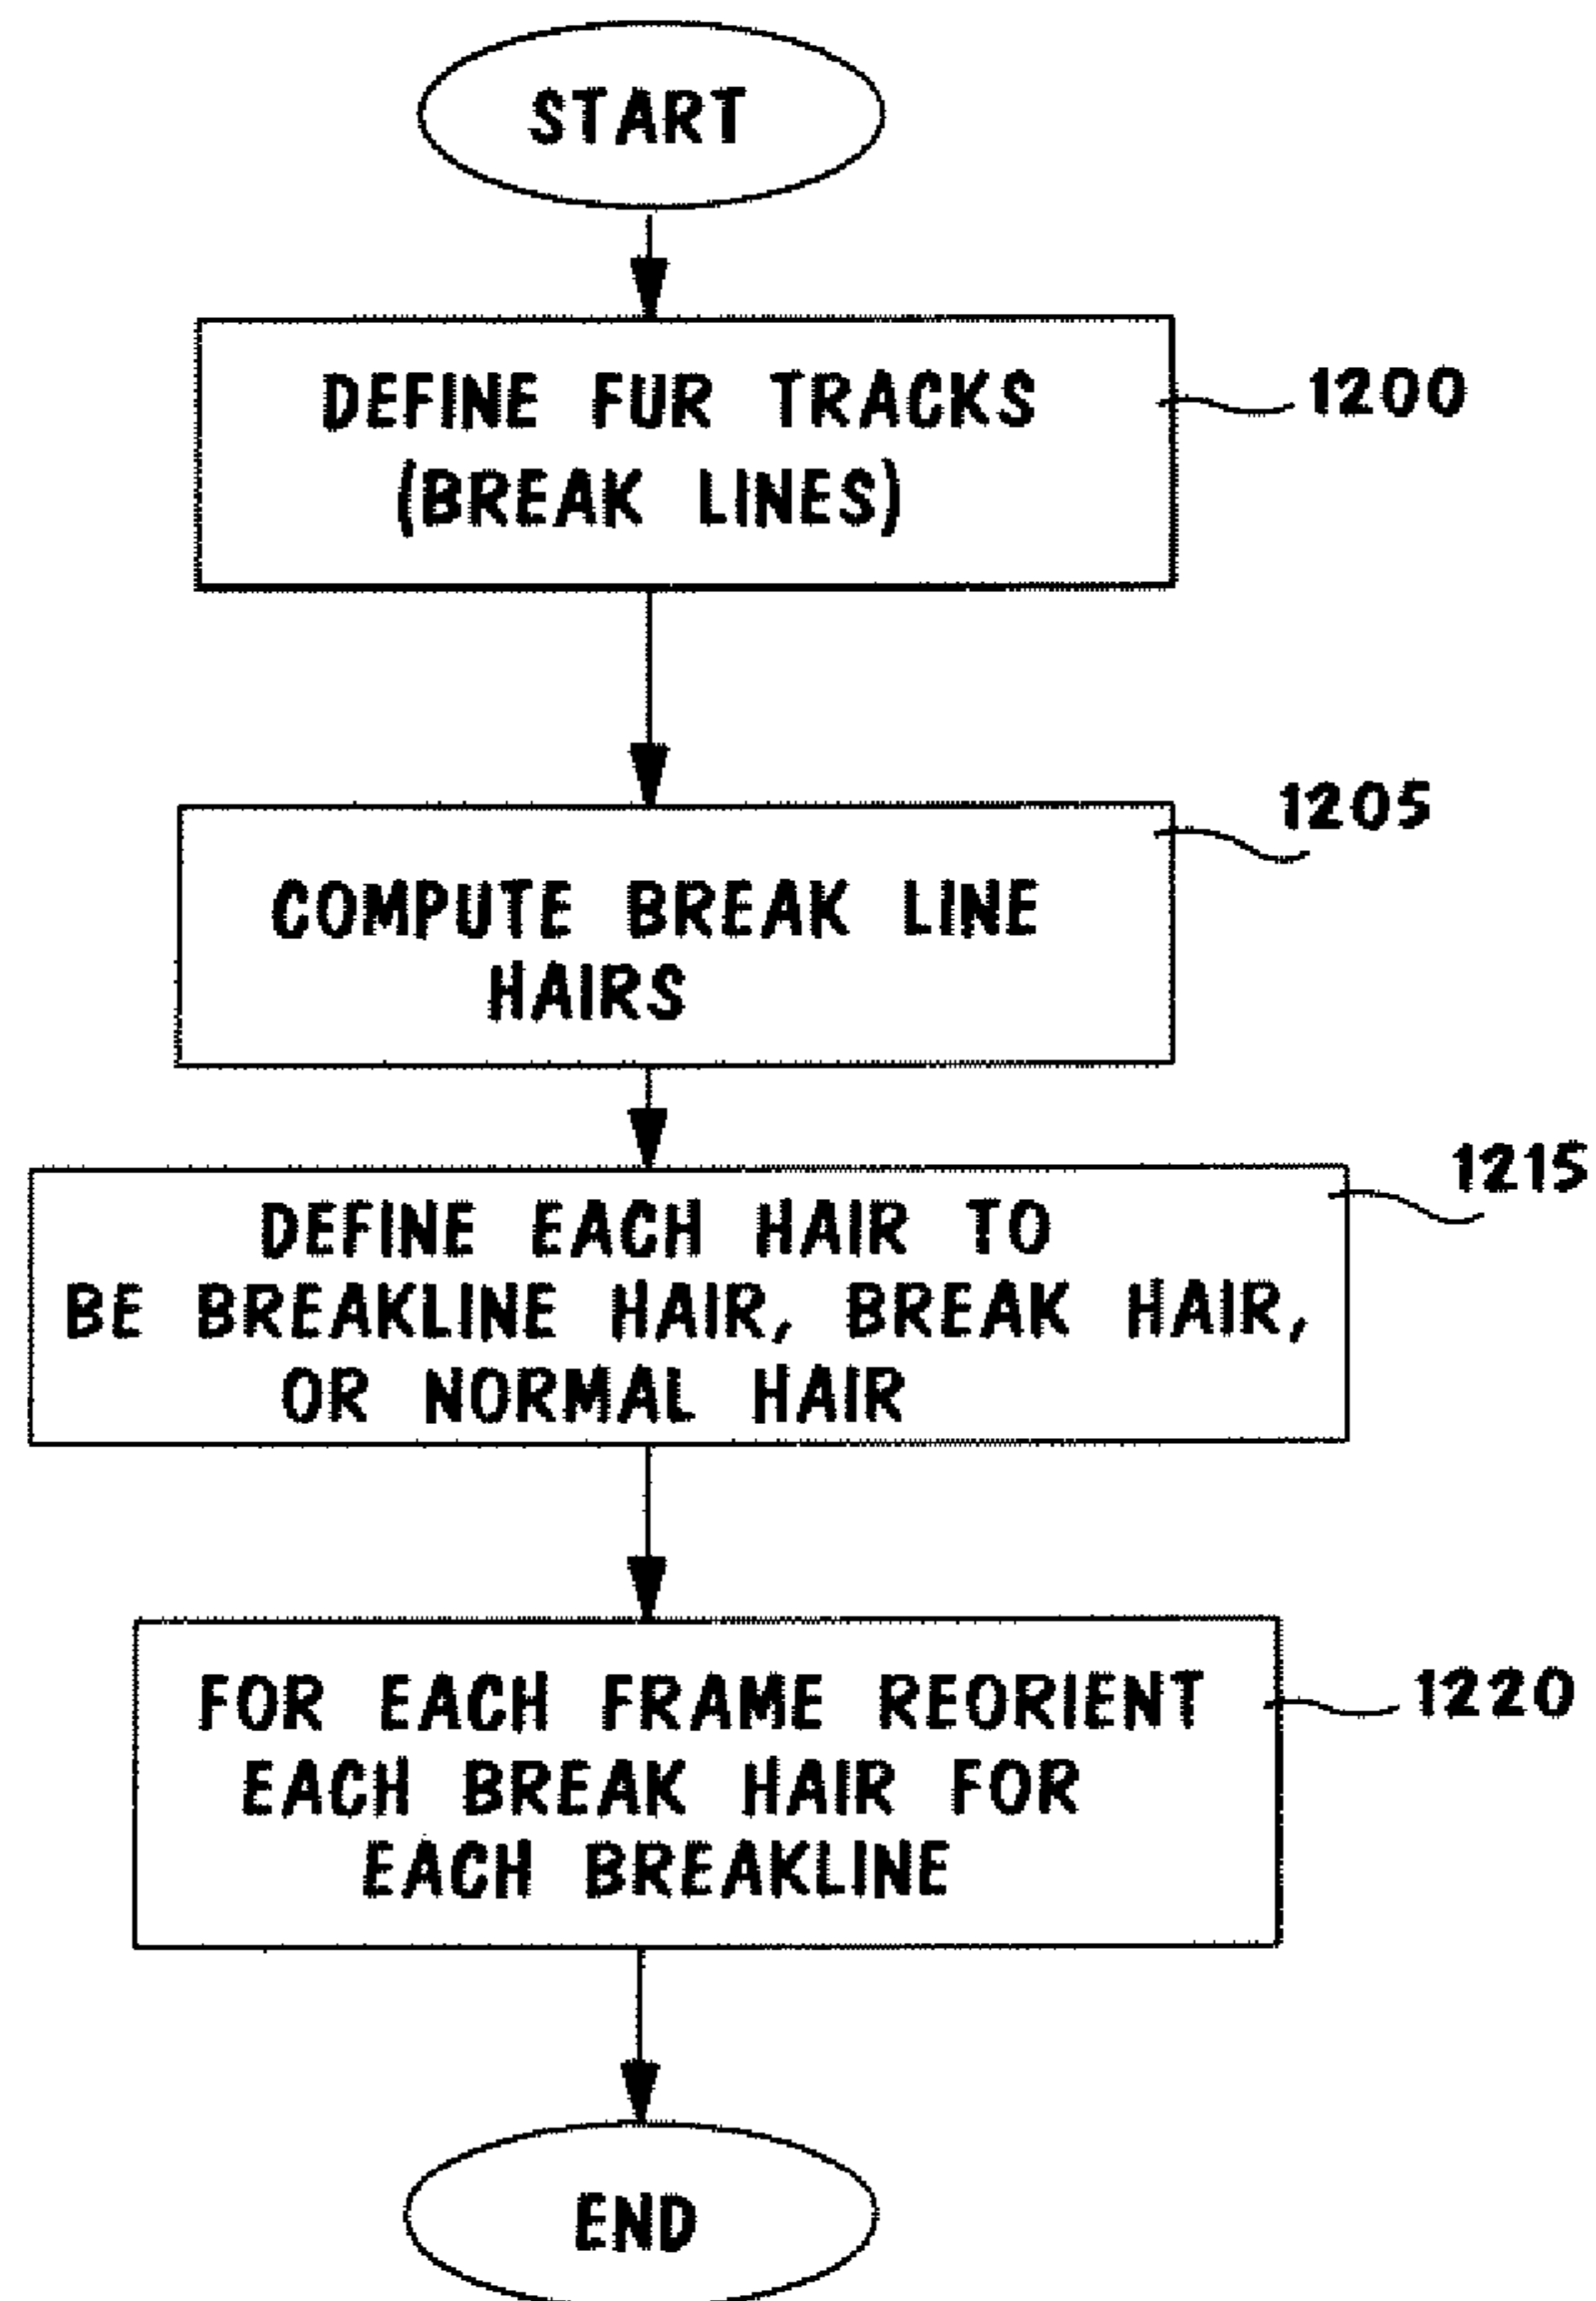 START
DEFINE FUR TRACKS
(BREAK LINES)
1200
COMPUTE BREAK LINE
HAIRS
1205
DEFINE EACH HAIR TO
BE BREAKLINE HAIR, BREAK HAIR,
OR NORMAL HAIR
1215
FOR EACH FRAME REORIENT
EACH BREAK HAIR FOR
EACH BREAKLINE
1220
END